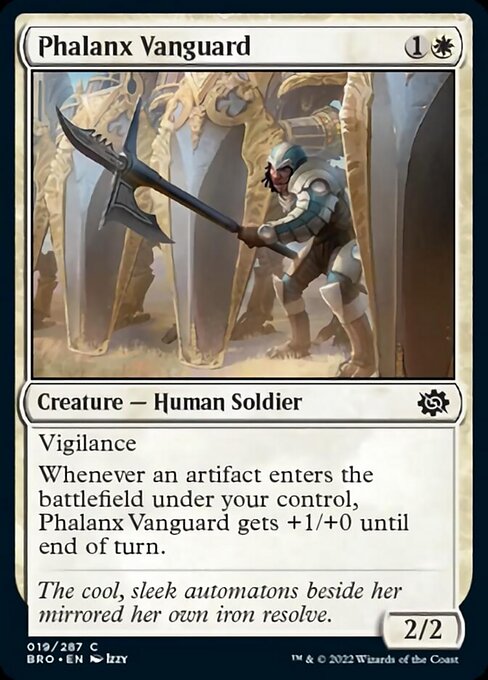 Phalanx Vanguard 1
Creature — Human Soldier
Vigilance
Whenever an artifact enters the
battlefield under your control,
Phalanx Vanguard gets +1/+0 until
end of turn.
The cool, sleek automatons beside her
mirrored her own iron resolve.
2/2
019/287 C
BRO • EN Izzy
™ & © 2022 Wizards of the Coast